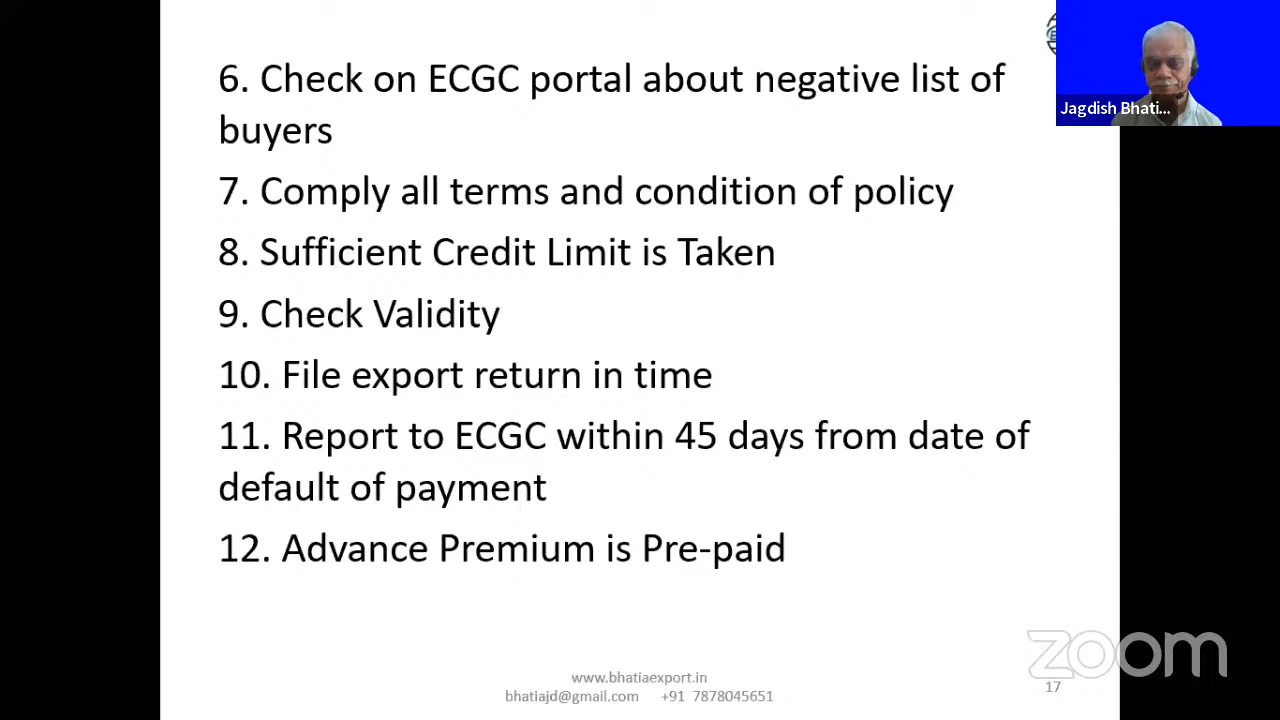 6. Check on ECGC portal about negative list of
buyers
7. Comply all terms and condition of policy
8. Sufficient Credit Limit is Taken
9. Check Validity
10. File export return in time
11. Report to ECGC within 45 days from date of
default of payment
12. Advance Premium is Pre-paid
Jagdish Bhati...
zoom
www.bhatiaexport.in
bhatiajd@gmail.com +91 7878045651
17